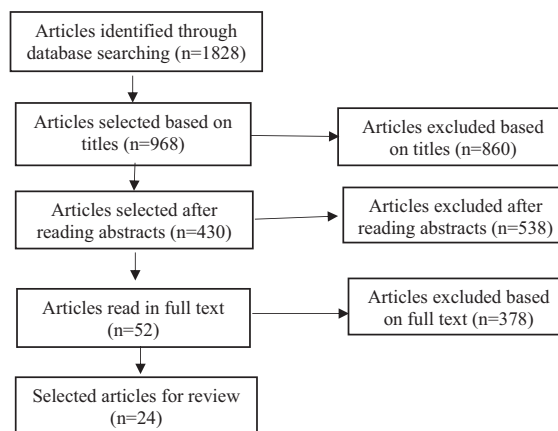 Articles identified through
database searching (n=1828)
Articles selected based on
titles (n=968)
Articles excluded based
on titles (n=860)
Articles selected after
reading abstracts (n=430)
Articles excluded after
reading abstracts (n=538)
Articles read in full text
(n=52)
Articles excluded based
on full text (n=378)
Selected articles for review
(n=24)